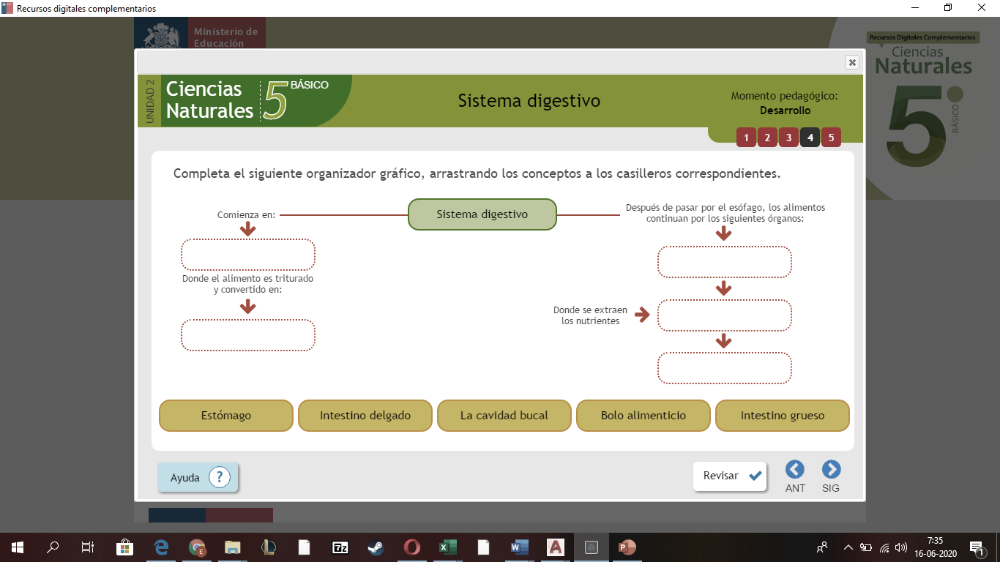 Recursos digitales complementarios
Ministerio de
Educación
Recursos Digitales Complementarios
Ciencias
Naturales
5
BÁSICO
UNIDAD 2
Ciencias
Naturales
5
BÁSICO
Sistema digestivo
Momento pedagógico:
Desarrollo
1 2 3 4 5
Completa el siguiente organizador gráfico, arrastrando los conceptos a los casilleros correspondientes.
Comienza en:
Sistema digestivo
Después de pasar por el esófago, los alimentos
continuan por los siguientes órganos:
Donde el alimento es triturado
y convertido en:
Donde se extraen
los nutrientes
Estómago
Intestino delgado
La cavidad bucal
Bolo alimenticio
Intestino grueso
Ayuda ?
Revisar
ANT
SIG
7:35
16-06-2020